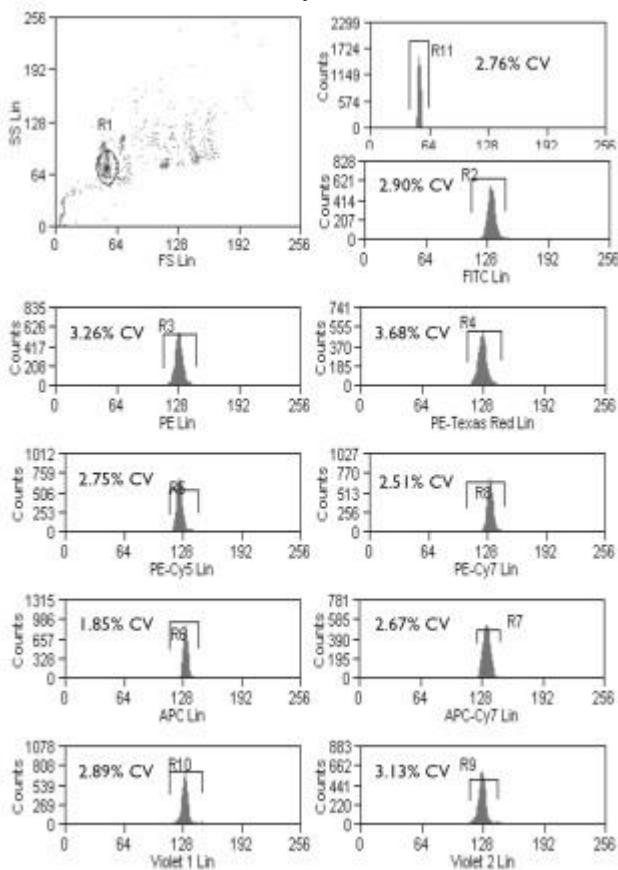 256
192
128
64
0
SS Lin
R1
0 64 128 192 256
FS Lin
2299
1724
1149
574
0
Counts
R11
2.76% CV
0 64 128 192 256
828
621
414
207
0
Counts
2.90% CV
R2
0 64 128 192 256
FITC Lin
835
626
417
208
0
Counts
3.26% CV
R3
0 64 128 192 256
PE Lin
741
555
370
185
0
Counts
3.68% CV
R4
0 64 128 192 256
PE-Texas Red Lin
1012
759
506
253
0
Counts
2.75% CV
R5
0 64 128 192 256
PE-Cy5 Lin
1027
770
513
256
0
Counts
2.51% CV
R8
0 64 128 192 256
PE-Cy7 Lin
1315
986
657
328
0
Counts
1.85% CV
R6
0 64 128 192 256
APC Lin
781
585
390
195
0
Counts
2.67% CV
R7
0 64 128 192 256
APC-Cy7 Lin
1078
808
539
269
0
Counts
2.89% CV
R10
0 64 128 192 256
Violet 1 Lin
883
662
441
220
0
Counts
3.13% CV
R9
0 64 128 192 256
Violet 2 Lin